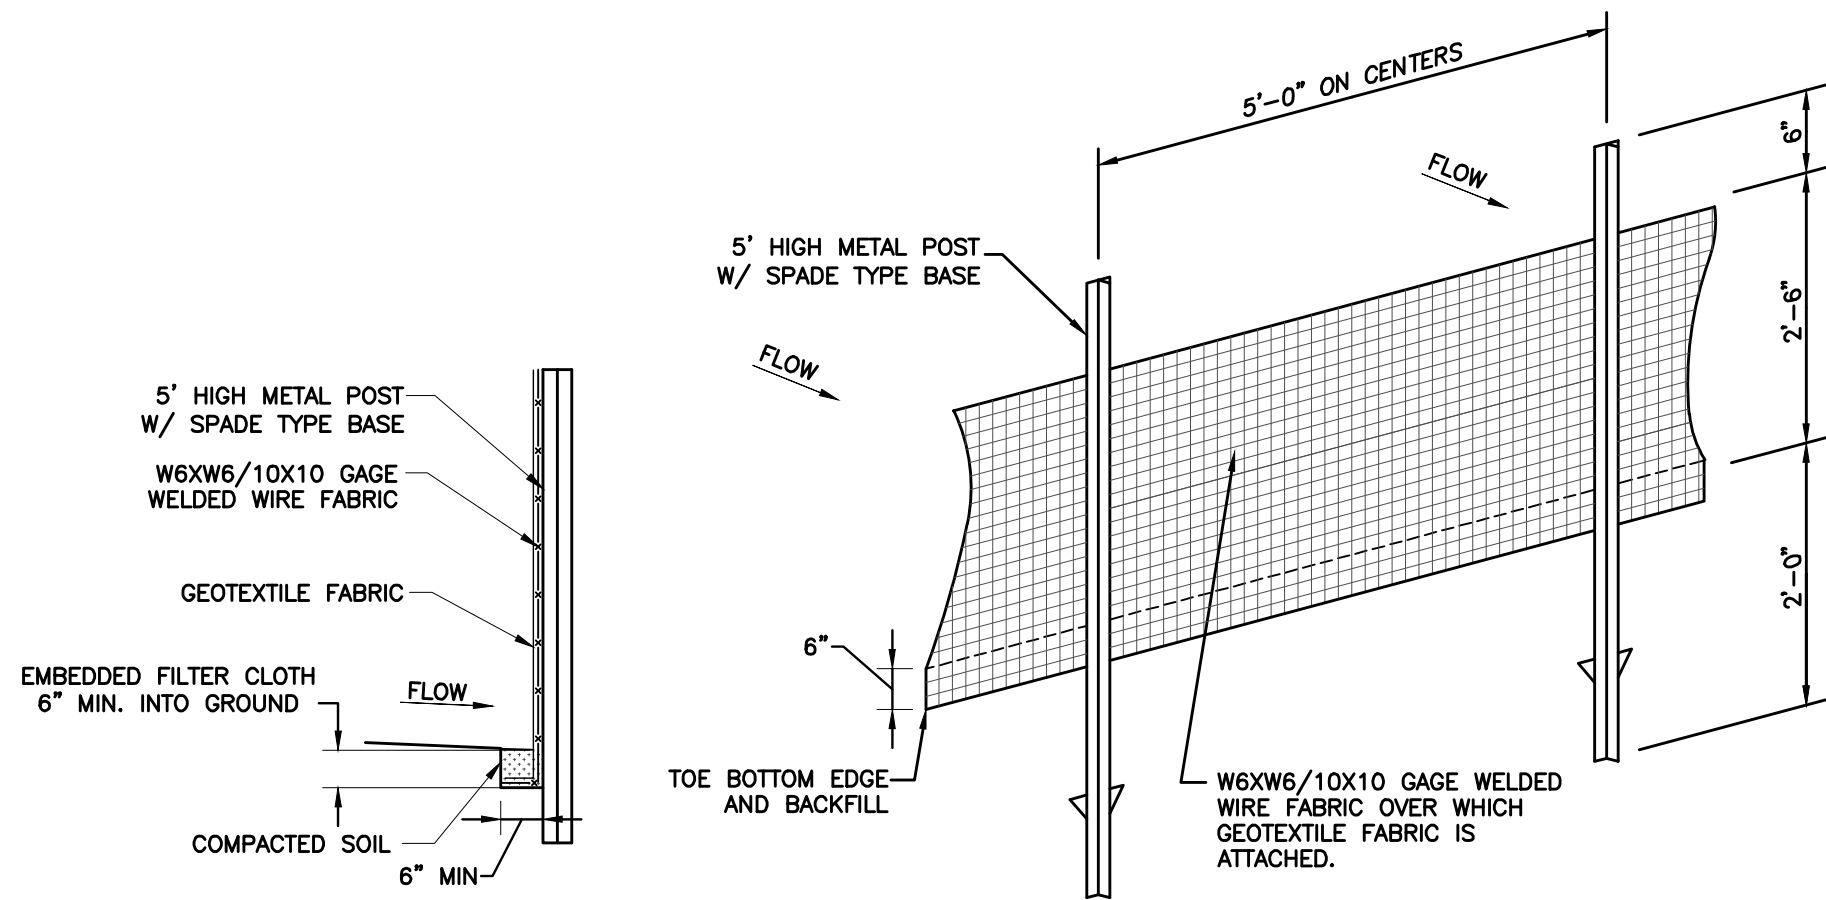 5'-0" ON CENTERS
6"
FLOW
5' HIGH METAL POST
W/ SPADE TYPE BASE
2'-6"
FLOW
5' HIGH METAL POST
W/ SPADE TYPE BASE
W6XW6/10X10 GAGE
WELDED WIRE FABRIC
2'-0"
GEOTEXTILE FABRIC
6"
EMBEDDED FILTER CLOTH
6" MIN. INTO GROUND
FLOW
TOE BOTTOM EDGE
AND BACKFILL
W6XW6/10X10 GAGE WELDED
WIRE FABRIC OVER WHICH
GEOTEXTILE FABRIC IS
ATTACHED.
COMPACTED SOIL
6" MIN